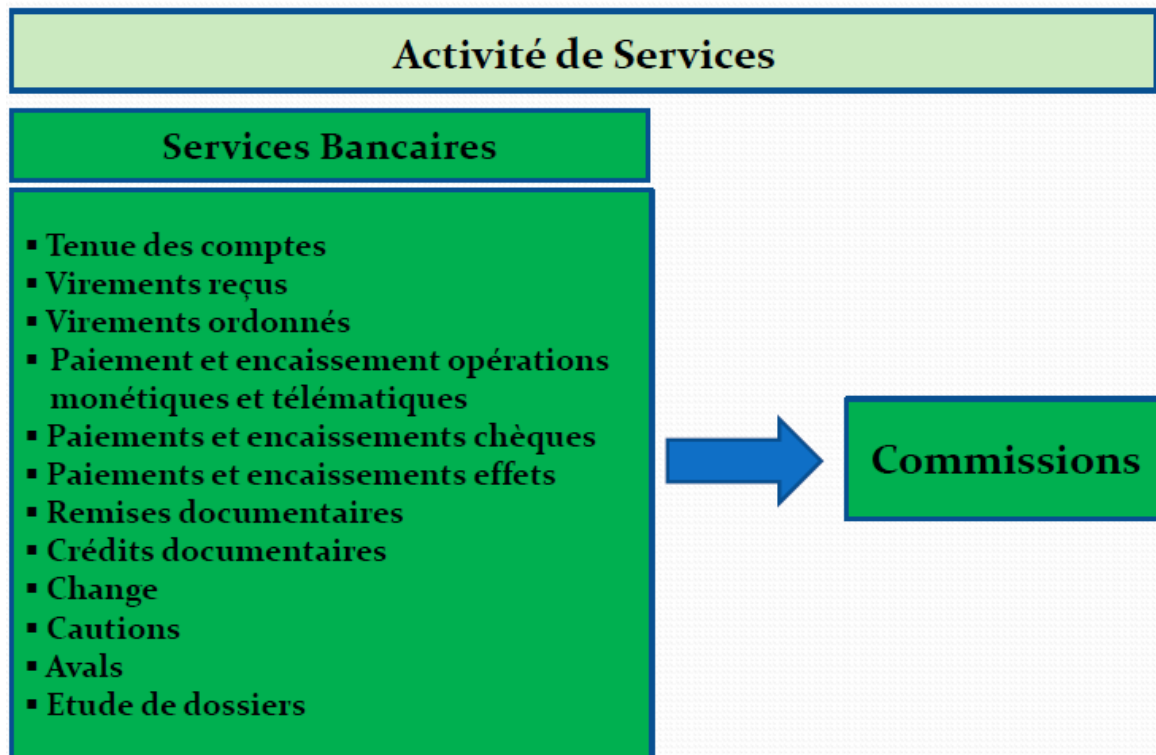 Activité de Services
Services Bancaires
▪ Tenue des comptes
▪ Virements reçus
▪ Virements ordonnés
▪ Paiement et encaissement opérations
monétiques et télématiques
▪ Paiements et encaissements chèques
▪ Paiements et encaissements effets
▪ Remises documentaires
▪ Crédits documentaires
▪ Change
▪ Cautions
▪ Avals
▪ Etude de dossiers
Commissions